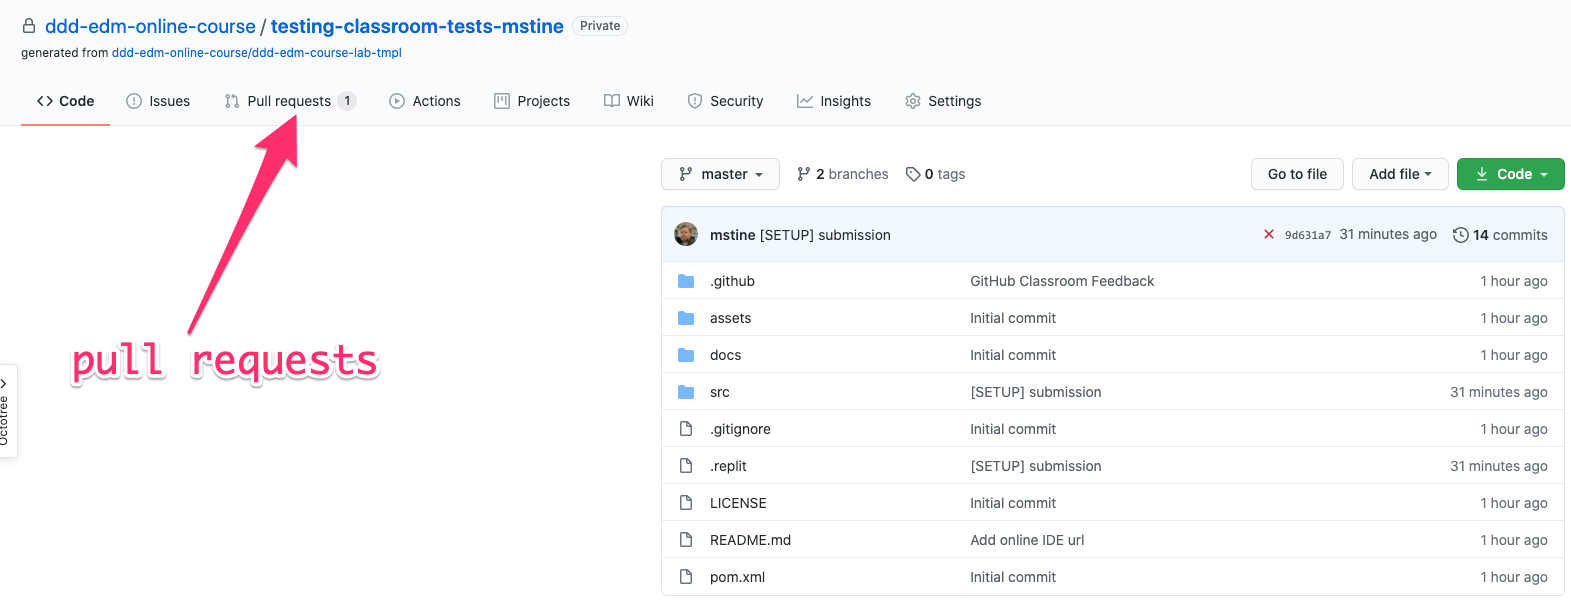 ddd-edm-online-course / testing-classroom-tests-mstine Private
generated from ddd-edm-online-course/ddd-edm-course-lab-tmpl
Code Issues Pull requests 1 Actions Projects Wiki Security Insights Settings
master 2 branches 0 tags Go to file Add file Code
mstine [SETUP] submission 9d631a7 31 minutes ago 14 commits
.github GitHub Classroom Feedback 1 hour ago
assets Initial commit 1 hour ago
docs Initial commit 1 hour ago
src [SETUP] submission 31 minutes ago
.gitignore Initial commit 1 hour ago
.replit [SETUP] submission 31 minutes ago
LICENSE Initial commit 1 hour ago
README.md Add online IDE url 1 hour ago
pom.xml Initial commit 1 hour ago
pull requests
Octotree